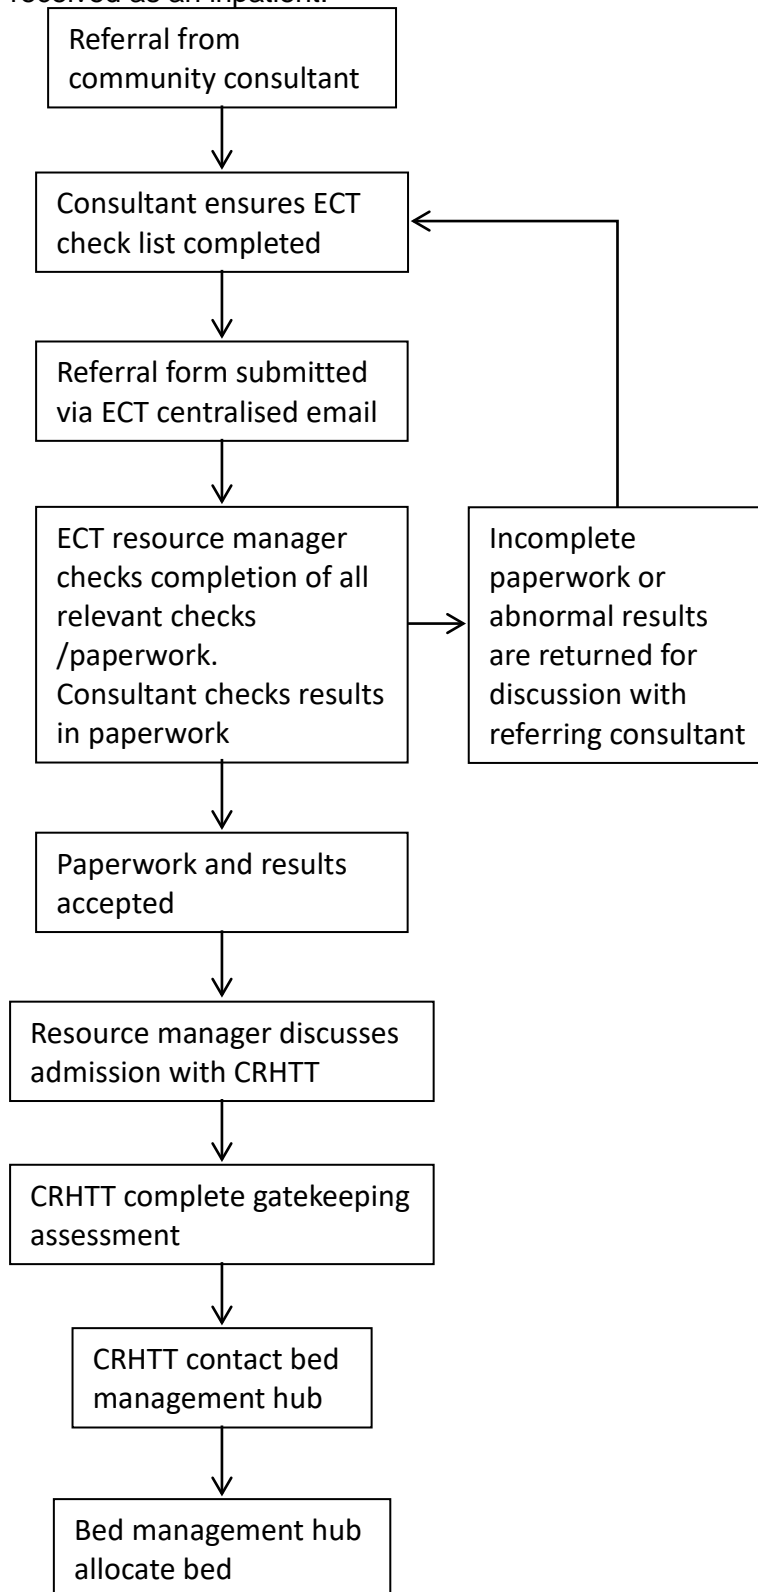 received as an inpatient.
Referral from
community consultant
Consultant ensures ECT
check list completed
Referral form submitted
via ECT centralised email
ECT resource manager
checks completion of all
relevant checks
/paperwork.
Consultant checks results
in paperwork
Incomplete
paperwork or
abnormal results
are returned for
discussion with
referring consultant
Paperwork and results
accepted
Resource manager discusses
admission with CRHTT
CRHTT complete gatekeeping
assessment
CRHTT contact bed
management hub
Bed management hub
allocate bed